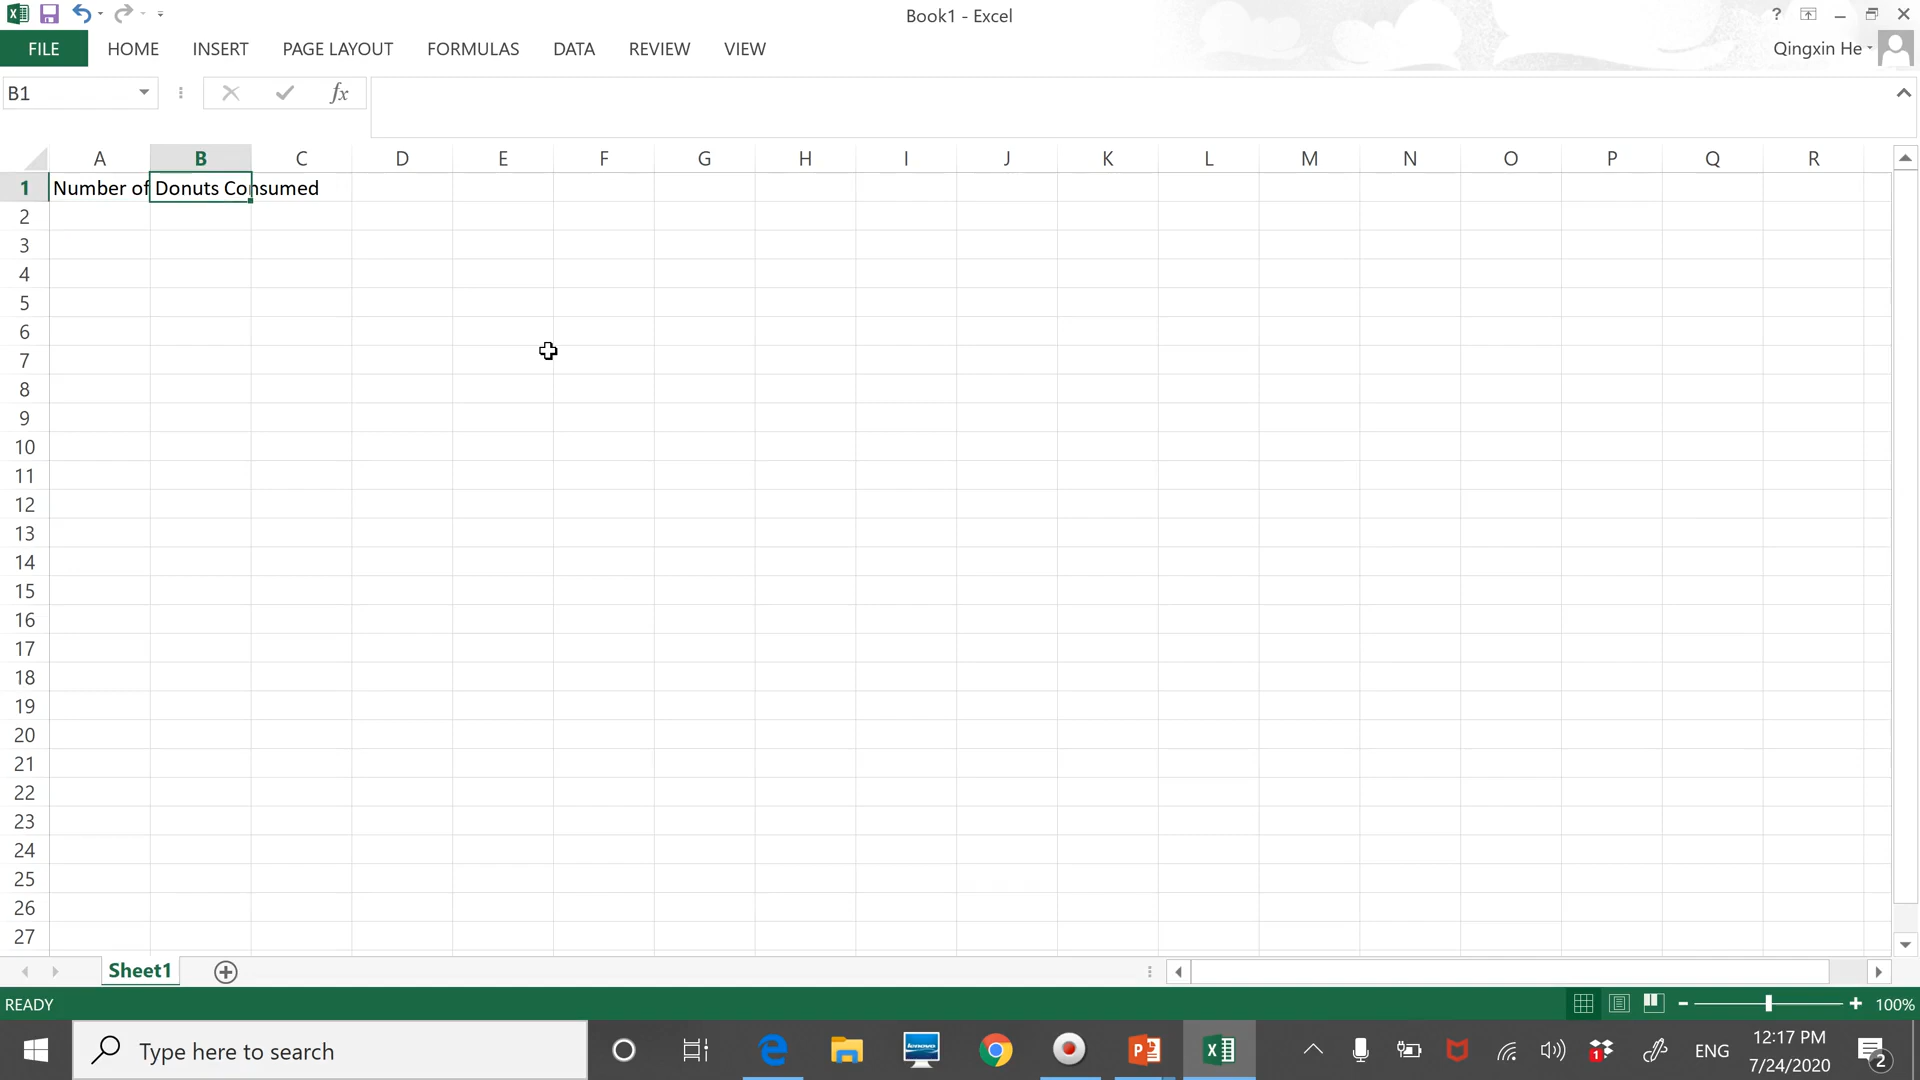 Book1 - Excel
?
FILE HOME INSERT PAGE LAYOUT FORMULAS DATA REVIEW VIEW
Qingxin He
B1
fx
A B C D E F G H I J K L M N O P Q R
1 Number of Donuts Consumed
2
3
4
5
6
7
8
9
10
11
12
13
14
15
16
17
18
19
20
21
22
23
24
25
26
27
Sheet1
READY
100%
Type here to search
lenovo
1
ENG
12:17 PM
7/24/2020
2